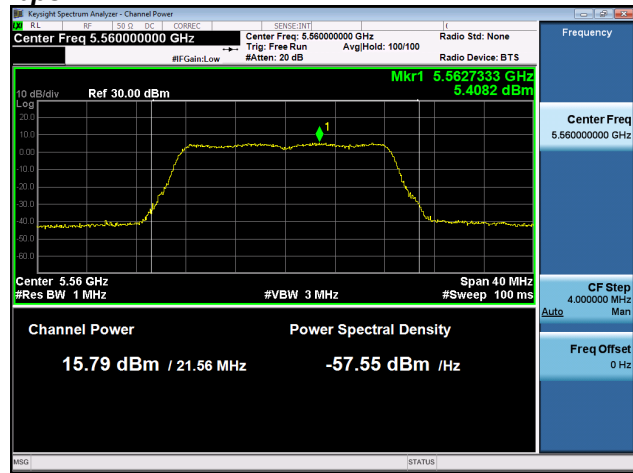 Keysight Spectrum Analyzer - Channel Power
RL RF 50 Ω DC CORREC SENSE:INT
Center Freq 5.560000000 GHz
Center Freq: 5.560000000 GHz
Radio Std: None
Trig: Free Run Avg|Hold: 100/100
#IFGain:Low #Atten: 20 dB Radio Device: BTS
Mkr1 5.5627333 GHz
5.4082 dBm
10 dB/div Ref 30.00 dBm
Log
20.0
10.0
0.00
-10.0
-20.0
-30.0
-40.0
-50.0
-60.0
1
Center 5.56 GHz Span 40 MHz
#Res BW 1 MHz #VBW 3 MHz #Sweep 100 ms
Channel Power Power Spectral Density
15.79 dBm / 21.56 MHz -57.55 dBm /Hz
MSG STATUS
Frequency
Center Freq
5.560000000 GHz
CF Step
4.000000 MHz
Auto Man
Freq Offset
0 Hz